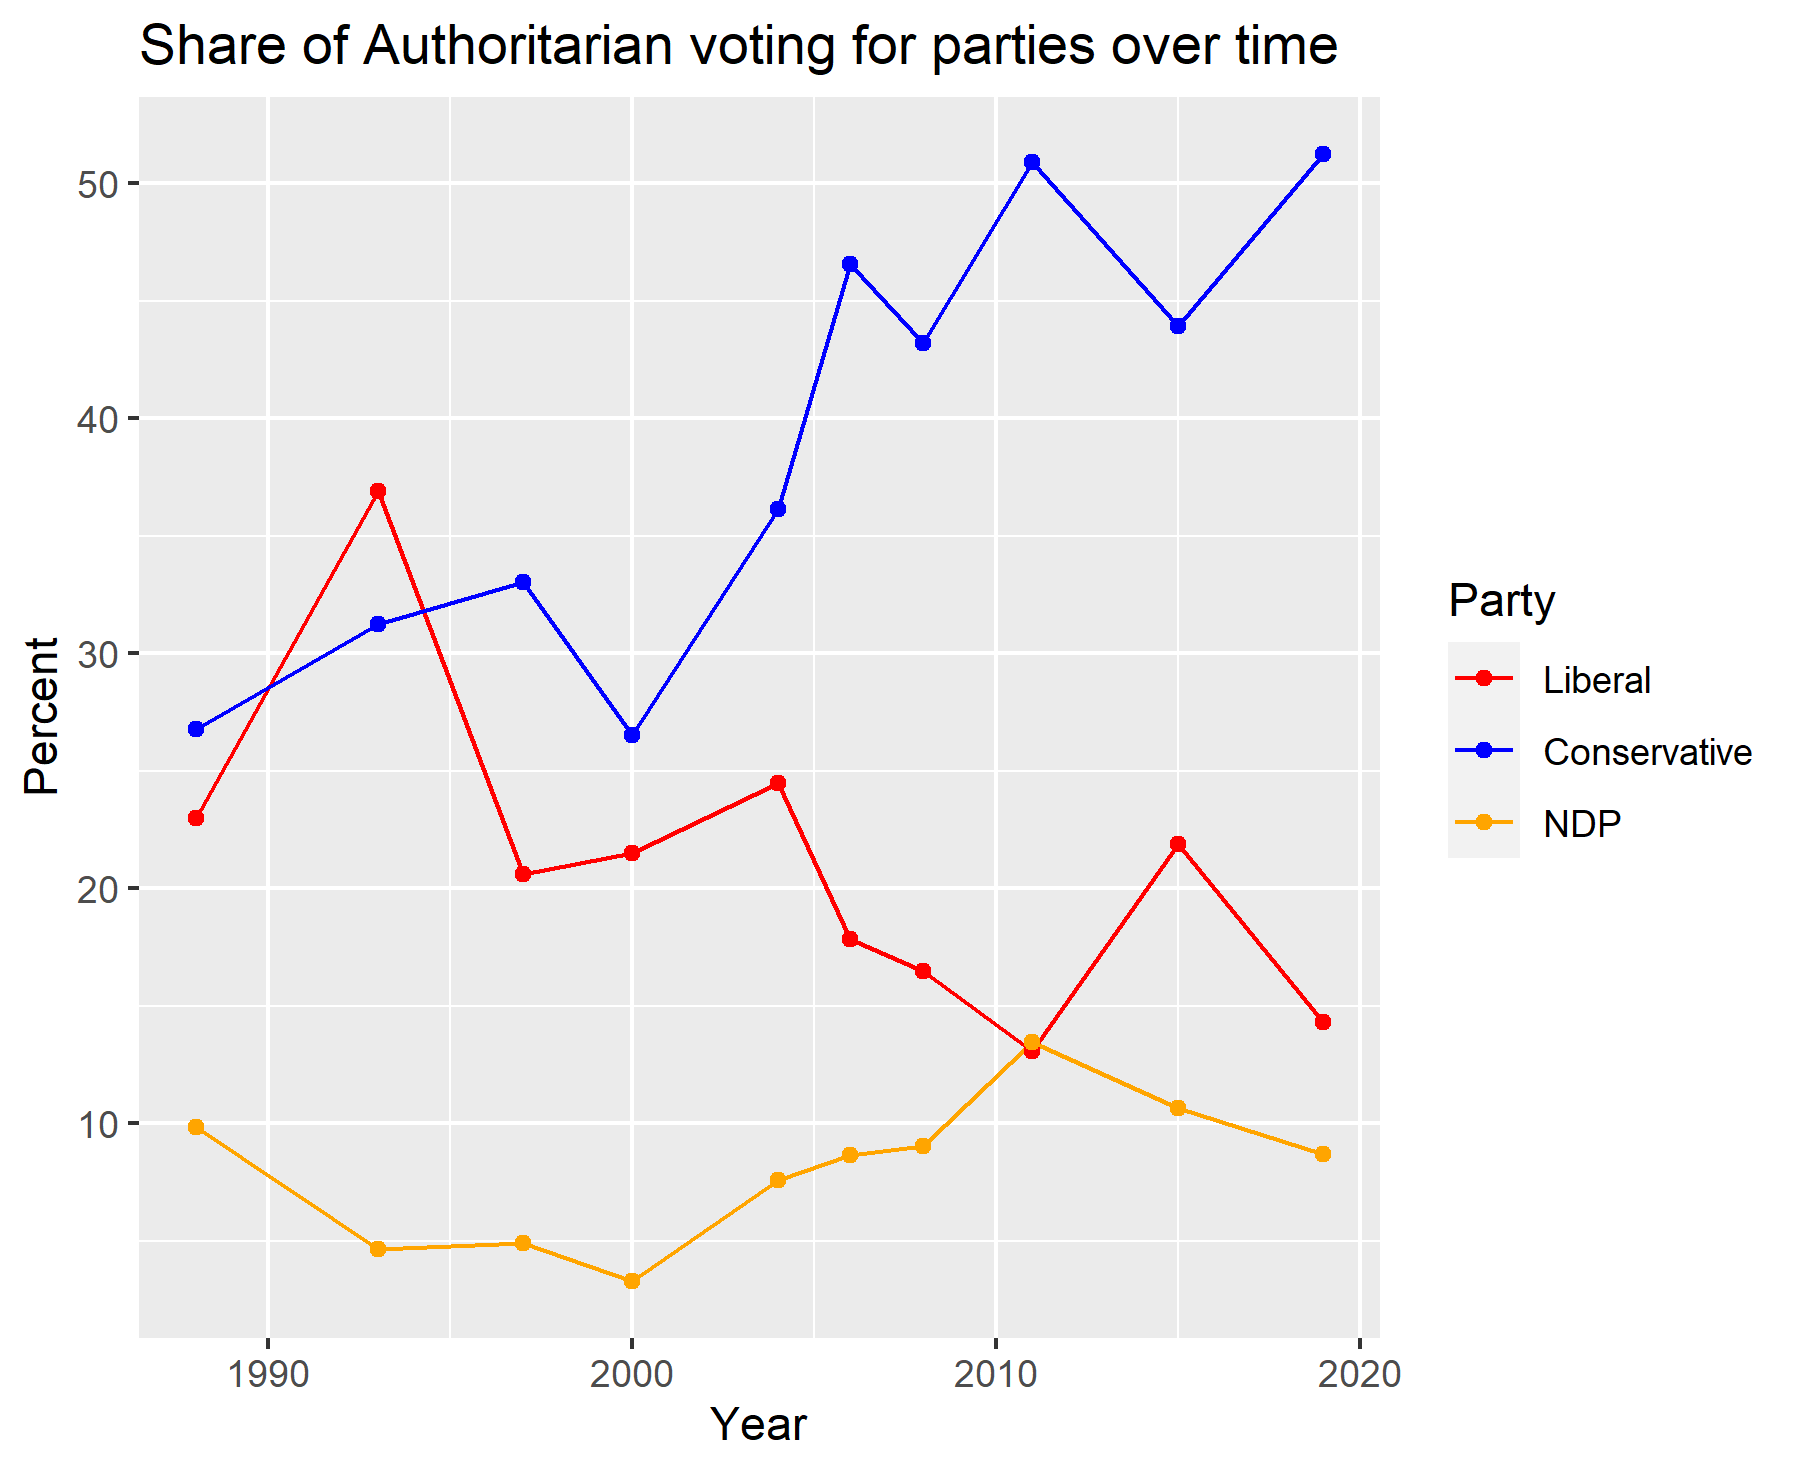 Share of Authoritarian voting for parties over time
50
40
30
20
10
Percent
1990 2000 2010 2020
Year
Party
Liberal
Conservative
NDP